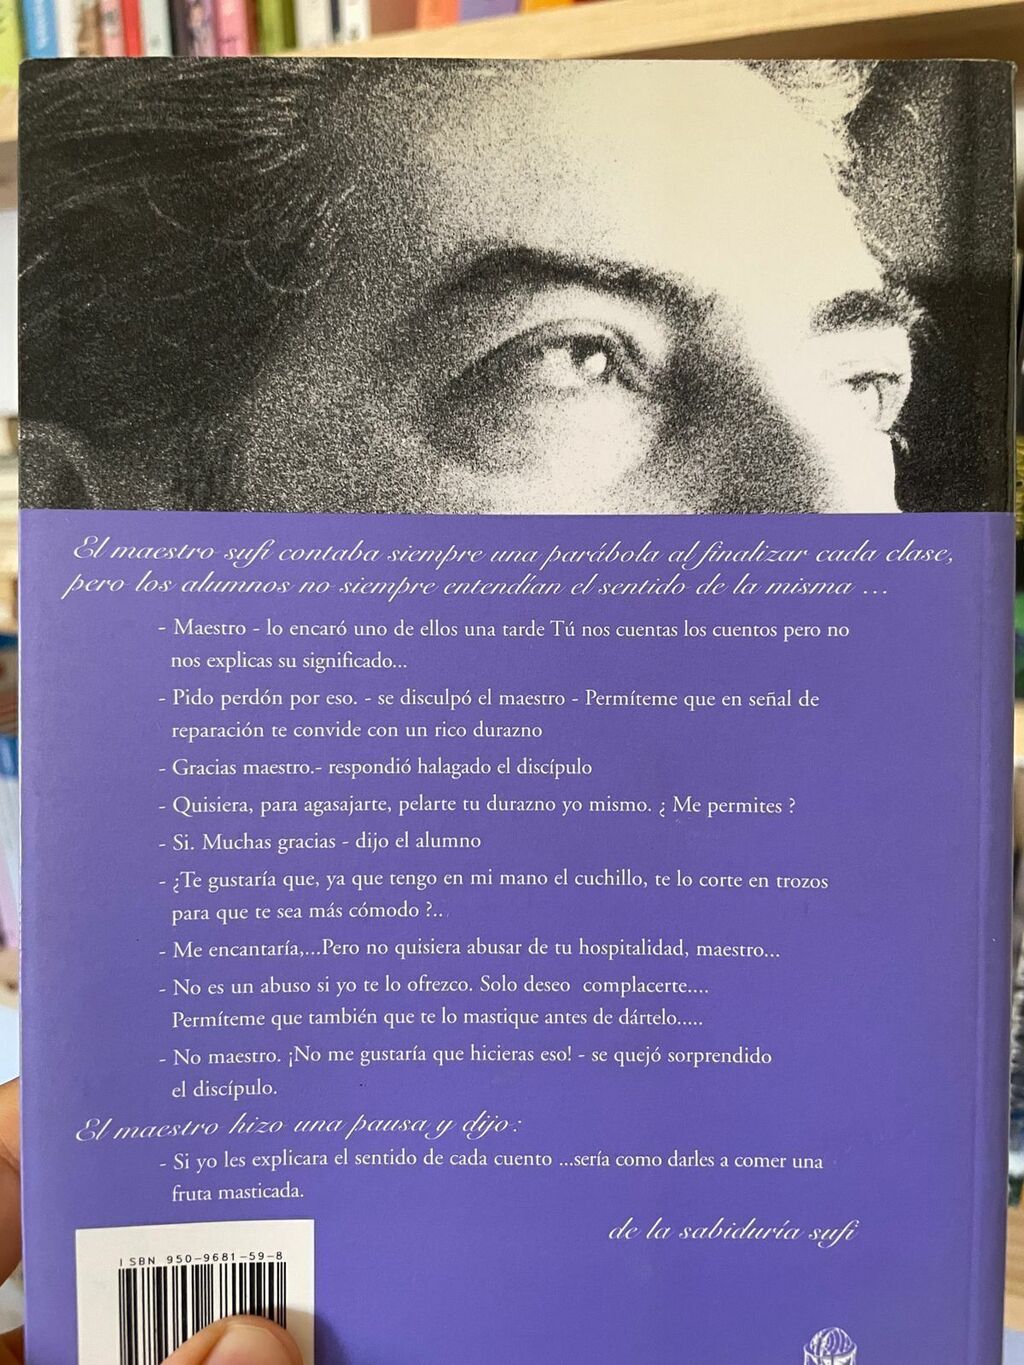 El maestro sufi contaba siempre una parábola al finalizar cada clase,
pero los alumnos no siempre entendían el sentido de la misma ...
- Maestro - lo encaró uno de ellos una tarde Tú nos cuentas los cuentos pero no
nos explicas su significado...
- Pido perdón por eso. - se disculpó el maestro - Permíteme que en señal de
reparación te convide con un rico durazno
- Gracias maestro.- respondió halagado el discípulo
- Quisiera, para agasajarte, pelarte tu durazno yo mismo. ¿ Me permites ?
- Si. Muchas gracias - dijo el alumno
- ¿Te gustaría que, ya que tengo en mi mano el cuchillo, te lo corte en trozos
para que te sea más cómodo ?..
- Me encantaría,...Pero no quisiera abusar de tu hospitalidad, maestro...
- No es un abuso si yo te lo ofrezco. Solo deseo complacerte....
Permíteme que también que te lo mastique antes de dártelo.....
- No maestro. ¡No me gustaría que hicieras eso! - se quejó sorprendido
el discípulo.
El maestro hizo una pausa y dijo:
- Si yo les explicara el sentido de cada cuento ...sería como darles a comer una
fruta masticada.
de la sabiduría sufi
ISBN 950-9681-59-8